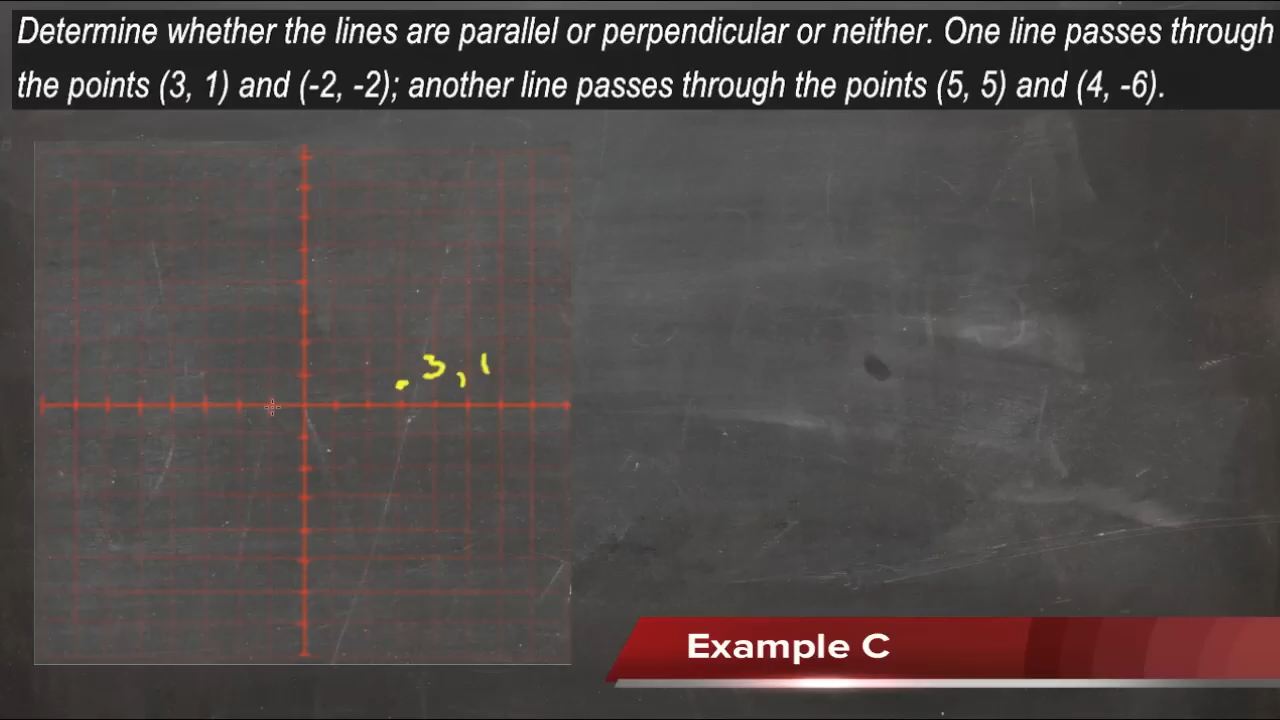 Determine whether the lines are parallel or perpendicular or neither. One line passes through
the points (3, 1) and (-2, -2); another line passes through the points (5, 5) and (4, -6).
3, 1
Example C